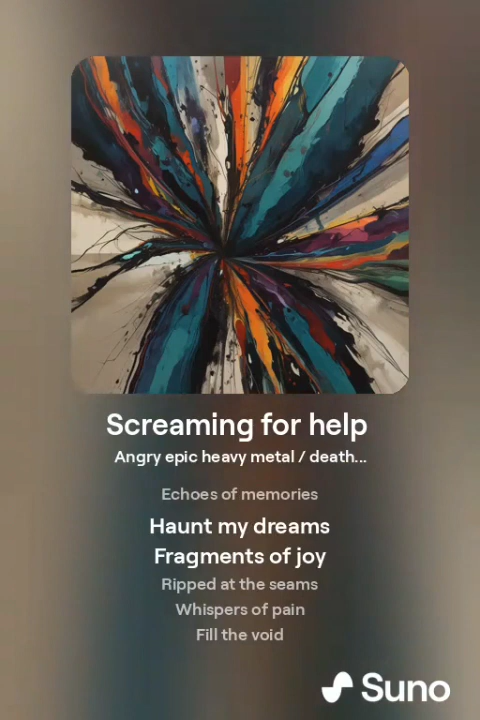 Screaming for help
Angry epic heavy metal / death...
Echoes of memories
Haunt my dreams
Fragments of joy
Ripped at the seams
Whispers of pain
Fill the void
Suno